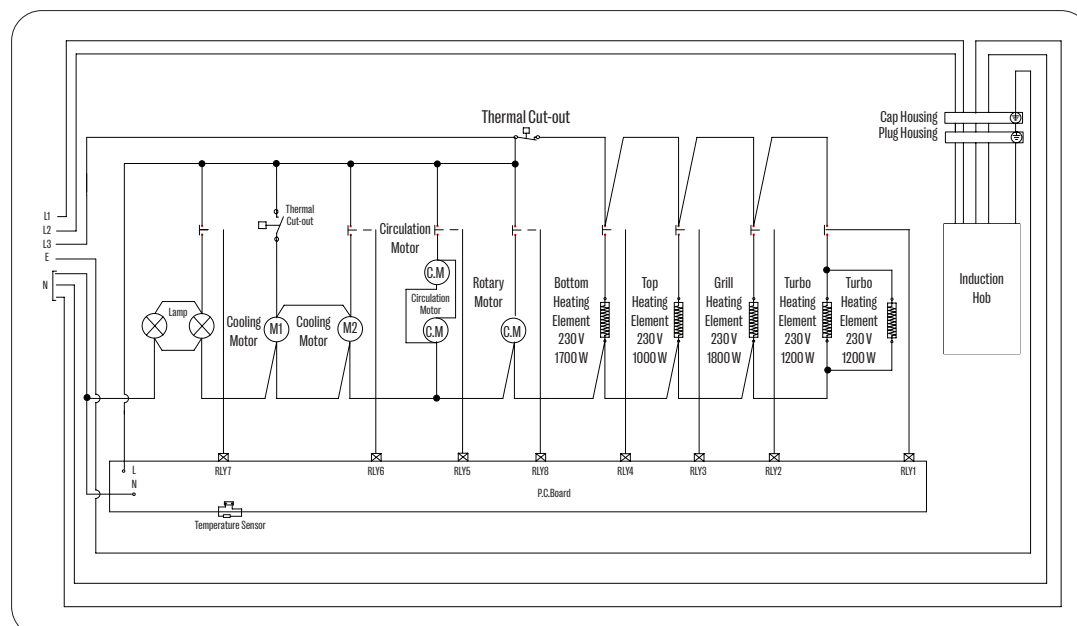 Cap Housing
Plug Housing
Thermal Cut-out
Thermal
Cut-out
L1
L2
L3
E
N
Circulation
Motor
C.M
Circulation
Motor
C.M
Rotary
Motor
C.M
Lamp
Cooling
Motor
M1
Cooling
Motor
M2
Bottom
Heating
Element
230 V
1700 W
Top
Heating
Element
230 V
1000 W
Grill
Heating
Element
230 V
1800 W
Turbo
Heating
Element
230 V
1200 W
Turbo
Heating
Element
230 V
1200 W
Induction
Hob
L
N
RLY7
RLY6
RLY5
RLY8
RLY4
RLY3
RLY2
RLY1
P.C.Board
Temperature Sensor